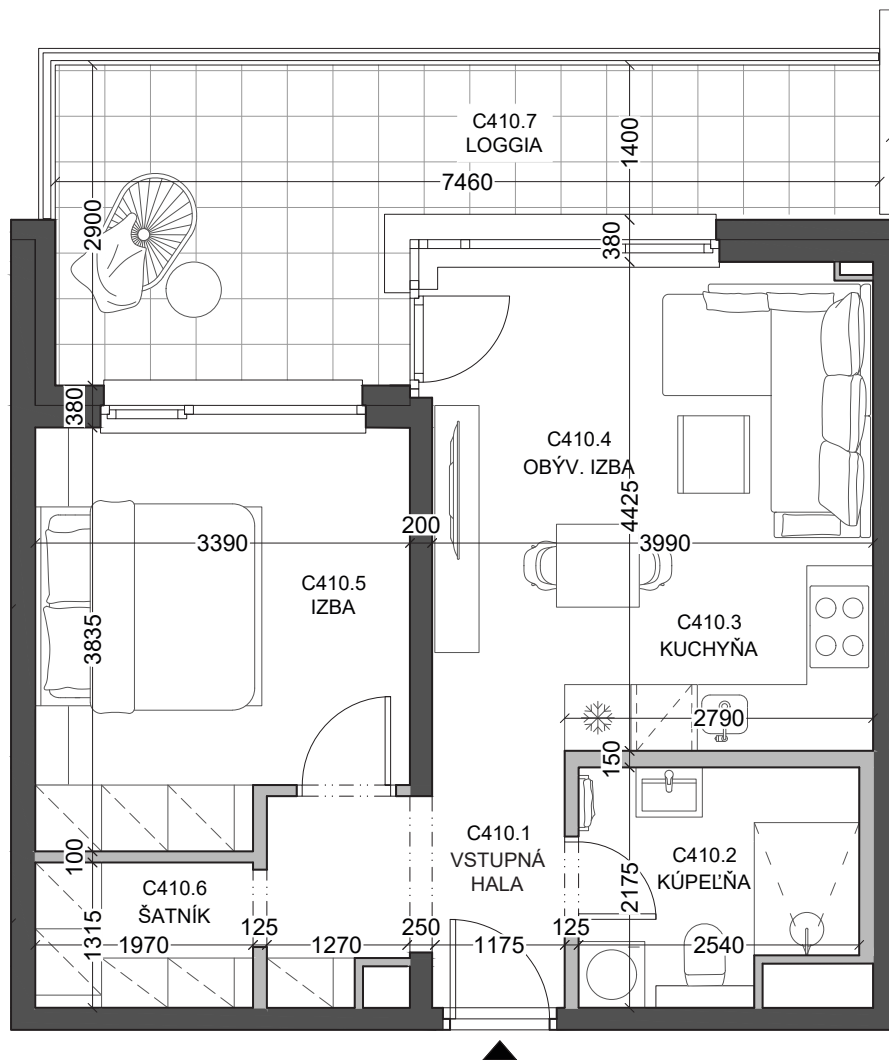 C410.7
LOGGIA
1400
7460
2900
380
380
C410.4
OBÝV. IZBA
4425
200
3390
3990
C410.5
IZBA
C410.3
KUCHYŇA
3835
2790
150
C410.1
VSTUPNÁ
HALA
C410.2
KÚPEĽŇA
100
C410.6
ŠATNÍK
2175
1315
1970
125
1270
250
1175
125
2540